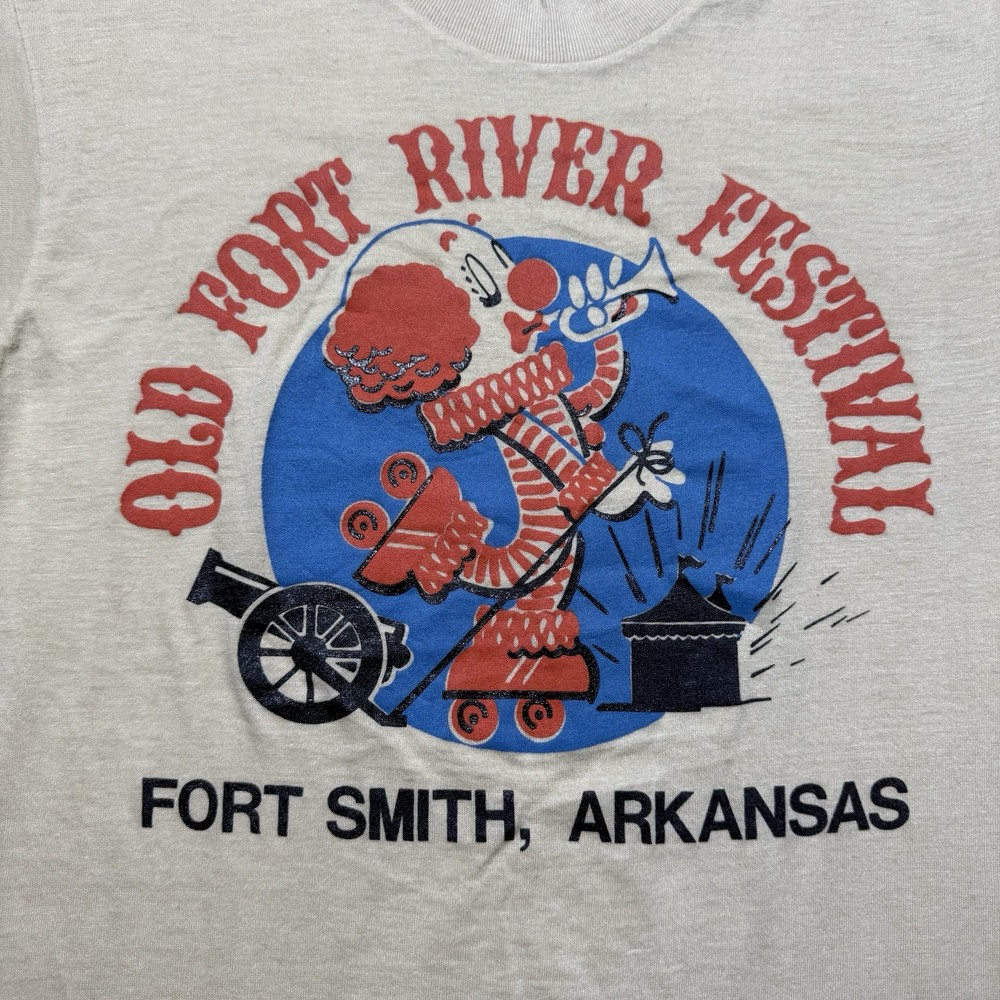 OLD FORT RIVER FESTIVAL
FORT SMITH, ARKANSAS